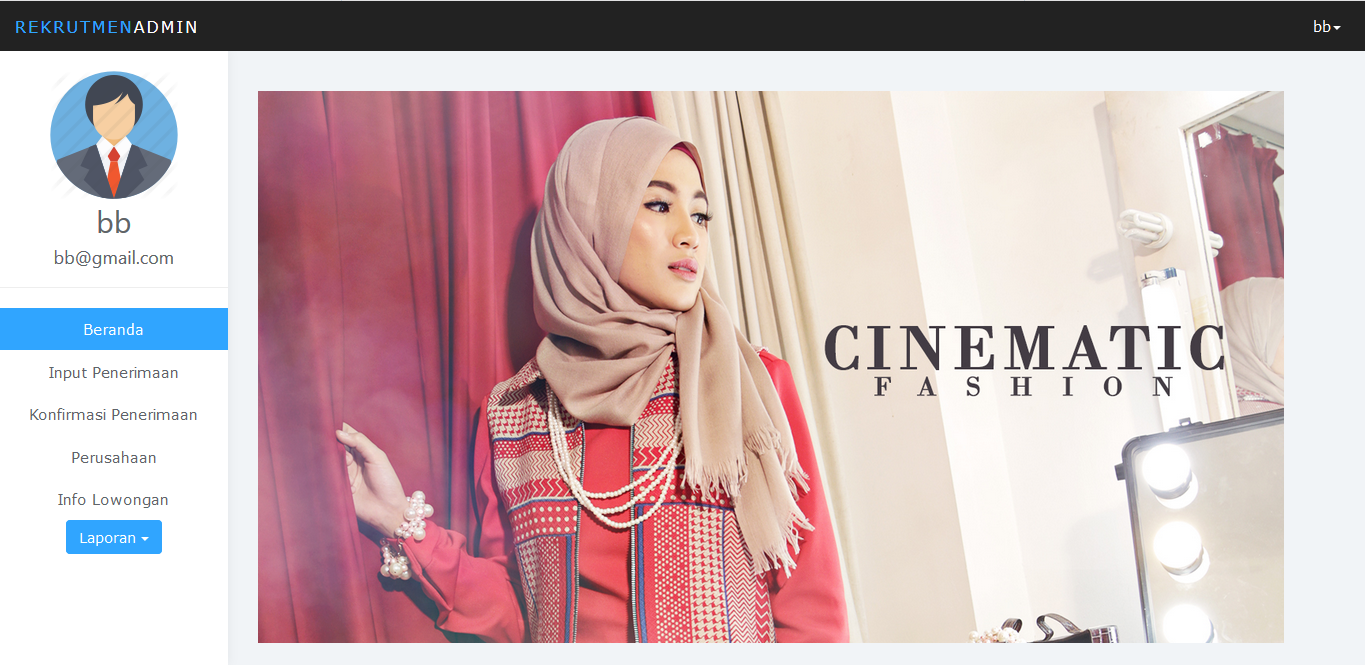 REKRUTMENADMIN
bb
bb
bb@gmail.com
Beranda
Input Penerimaan
Konfirmasi Penerimaan
Perusahaan
Info Lowongan
Laporan
CINEMATIC
FASHION